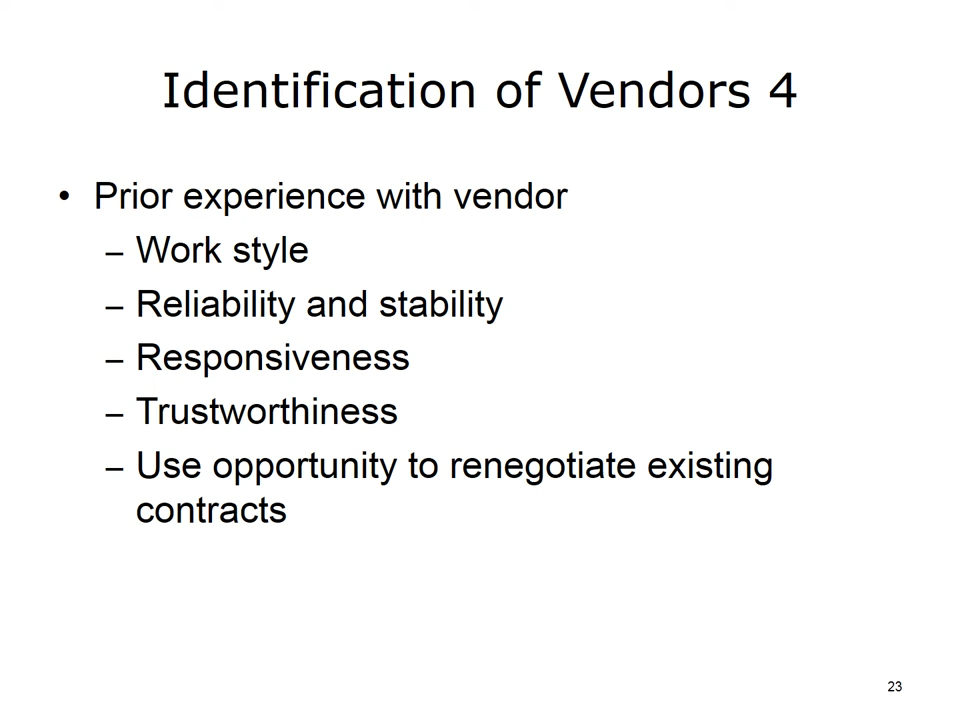 Identification of Vendors 4
• Prior experience with vendor
– Work style
– Reliability and stability
– Responsiveness
– Trustworthiness
– Use opportunity to renegotiate existing
contracts
23